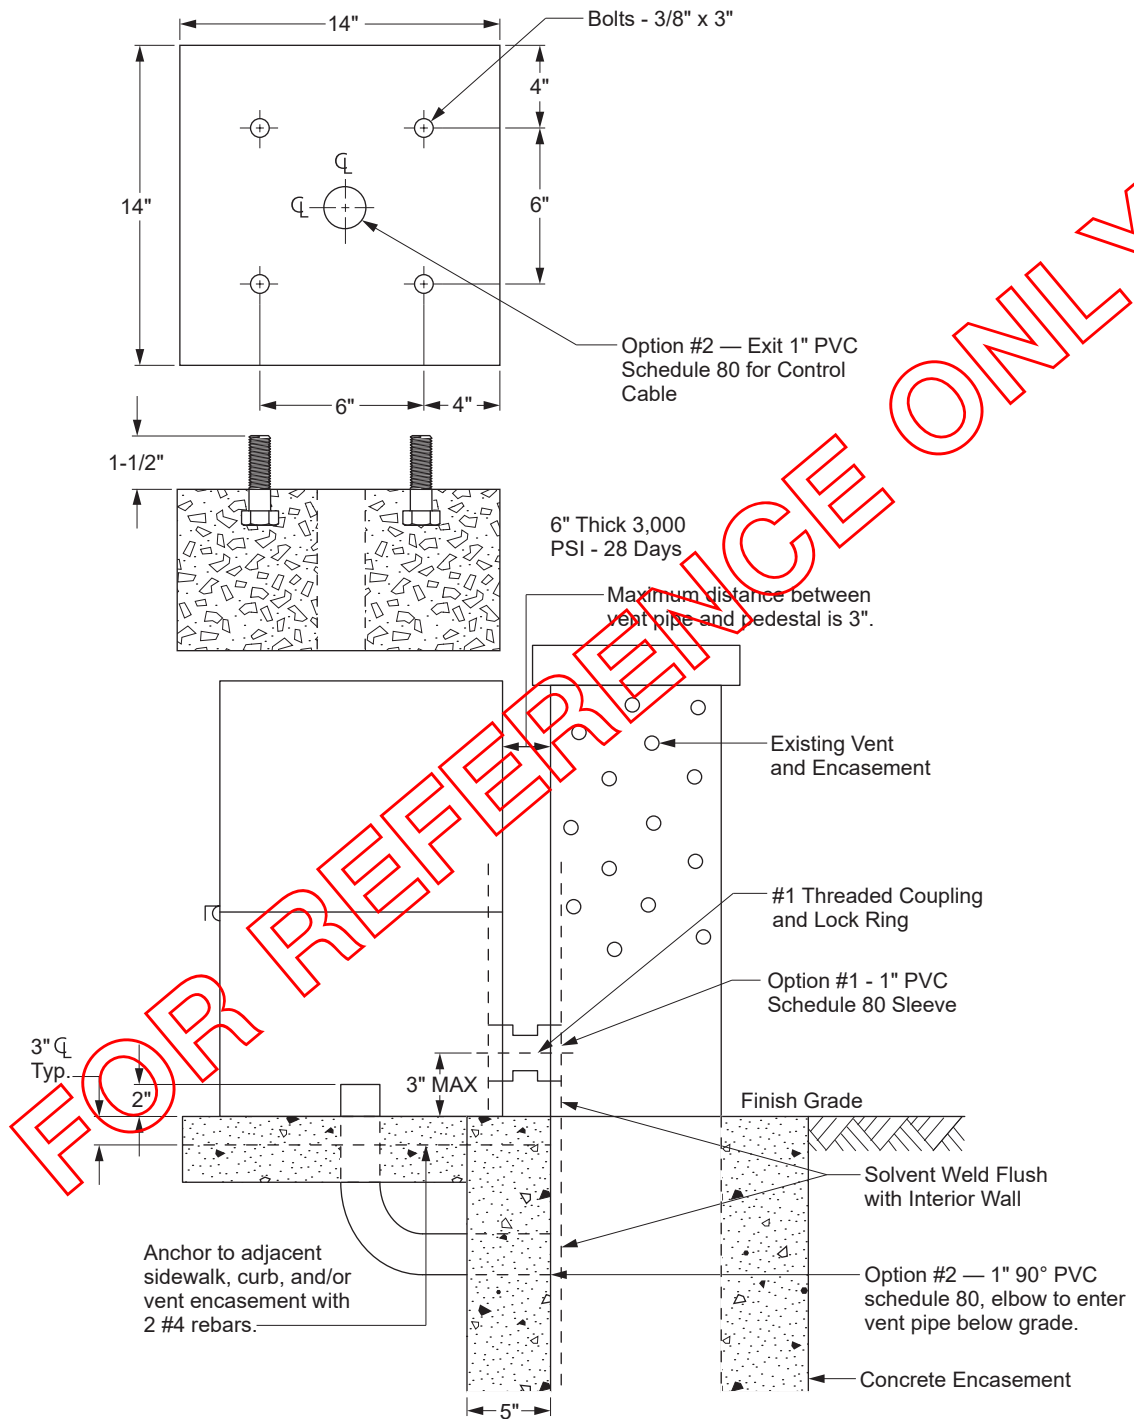 14"
Bolts - 3/8" x 3"
4"
14"
6"
℄
℄
Option #2 — Exit 1" PVC
Schedule 80 for Control
Cable
6"
4"
1-1/2"
6" Thick 3,000
PSI - 28 Days
Maximum distance between
vent pipe and pedestal is 3".
Existing Vent
and Encasement
#1 Threaded Coupling
and Lock Ring
Option #1 - 1" PVC
Schedule 80 Sleeve
3" ℄
Typ.
2"
3" MAX
Finish Grade
Solvent Weld Flush
with Interior Wall
Anchor to adjacent
sidewalk, curb, and/or
vent encasement with
2 #4 rebars.
Option #2 — 1" 90° PVC
schedule 80, elbow to enter
vent pipe below grade.
Concrete Encasement
5"
FOR REFERENCE ONLY